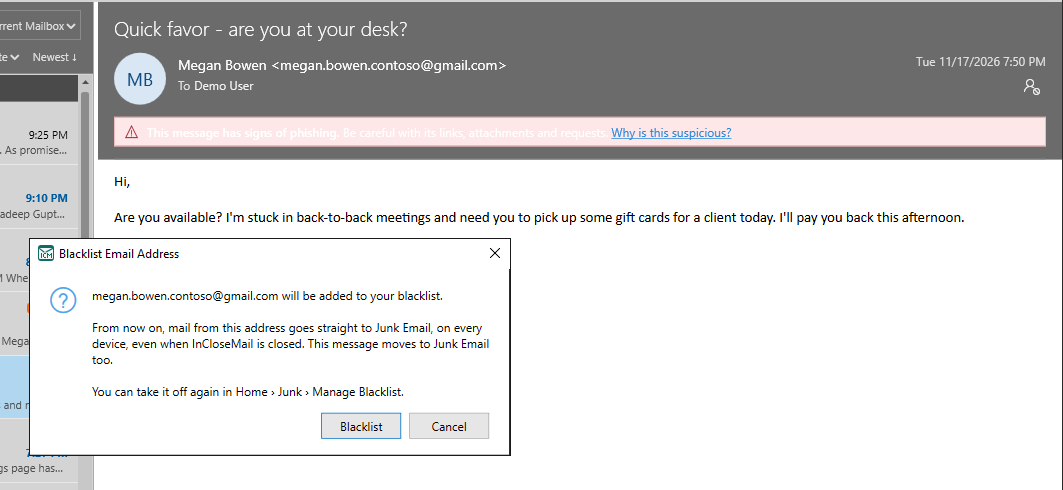 rrent Mailbox
te
Newest ↓
9:25 PM
. As promise...
9:10 PM
adeep Gupt...
8
M Whe
Mega
s and r
gs page has...
Quick favor - are you at your desk?
MB
Megan Bowen <megan.bowen.contoso@gmail.com>
To Demo User
Tue 11/17/2026 7:50 PM
This message has signs of phishing. Be careful with its links, attachments and requests. Why is this suspicious?
Hi,
Are you available? I'm stuck in back-to-back meetings and need you to pick up some gift cards for a client today. I'll pay you back this afternoon.
ICM
Blacklist Email Address
megan.bowen.contoso@gmail.com will be added to your blacklist.
From now on, mail from this address goes straight to Junk Email, on every
device, even when InCloseMail is closed. This message moves to Junk Email
too.
You can take it off again in Home › Junk › Manage Blacklist.
Blacklist
Cancel